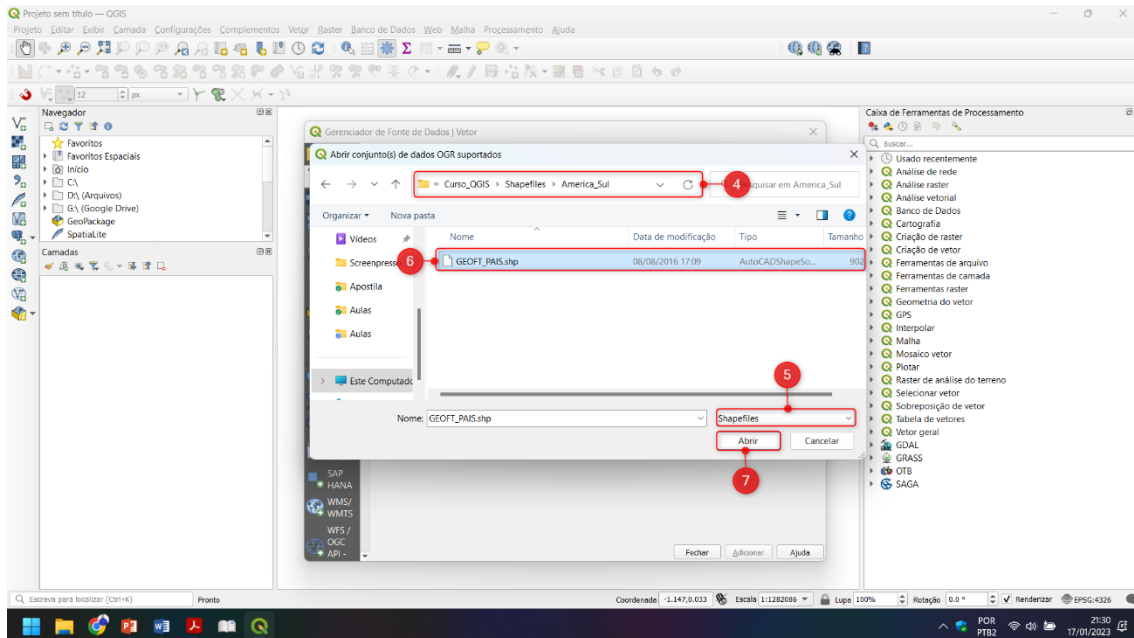 Projeto sem título — QGIS
Projeto Editar Exibir Camada Configurações Complementos Vetor Raster Banco de Dados Web Malha Processamento Ajuda
12 px
Navegador
Favoritos
Favoritos Espaciais
Início
C:\
D:\ (Arquivos)
G:\ (Google Drive)
GeoPackage
SpatiaLite
Camadas
Gerenciador de Fonte de Dados | Vetor
Abrir conjunto(s) de dados OGR suportados
« Curso_QGIS > Shapefiles > America_Sul
4
Pesquisar em America_Sul
Organizar
Nova pasta
Vídeos
Screenpresso
Apostila
Aulas
Aulas
Este Computado
Nome Data de modificação Tipo Tamanho
6
GEOFT_PAIS.shp 08/08/2016 17:09 AutoCADShapeSo... 902
5
Nome: GEOFT_PAIS.shp
Shapefiles
Abrir Cancelar
7
SAP
HANA
WMS/
WMTS
WFS /
OGC
API -
Fechar Adicionar Ajuda
Caixa de Ferramentas de Processamento
Buscar...
Usado recentemente
Análise de rede
Análise raster
Análise vetorial
Banco de Dados
Cartografia
Criação de raster
Criação de vetor
Ferramentas de arquivo
Ferramentas de camada
Ferramentas raster
Geometria do vetor
GPS
Interpolar
Malha
Mosaico vetor
Plotar
Raster de análise do terreno
Selecionar vetor
Sobreposição de vetor
Tabela de vetores
Vetor geral
GDAL
GRASS
OTB
SAGA
Escreva para localizar (Ctrl+K) Pronto Coordenada -1.147,0.033 Escala 1:1282086 Lupa 100% Rotação 0.0 ° Renderizar EPSG:4326
POR
PTB2
21:30
17/01/2023